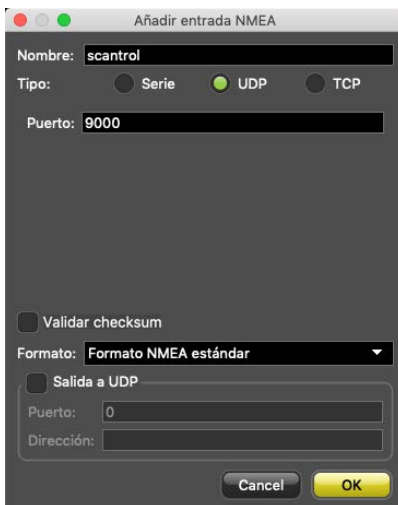 Añadir entrada NMEA
Nombre: scantrol
Tipo: Serie UDP TCP
Puerto: 9000
Validar checksum
Formato: Formato NMEA estándar
Salida a UDP
Puerto: 0
Dirección:
Cancel OK